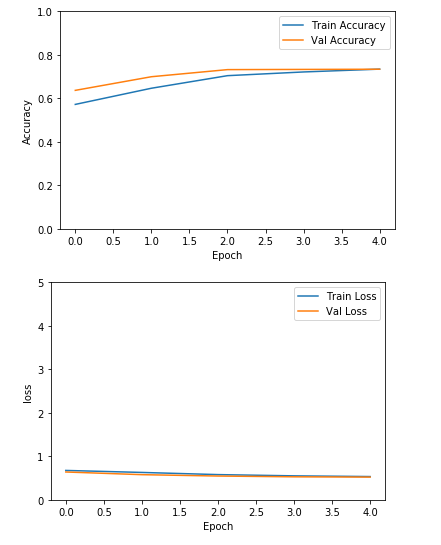 1.0
0.8
0.6
0.4
0.2
0.0
Accuracy
Train Accuracy
Val Accuracy
0.0 0.5 1.0 1.5 2.0 2.5 3.0 3.5 4.0
Epoch
5
4
3
2
1
0
loss
Train Loss
Val Loss
0.0 0.5 1.0 1.5 2.0 2.5 3.0 3.5 4.0
Epoch